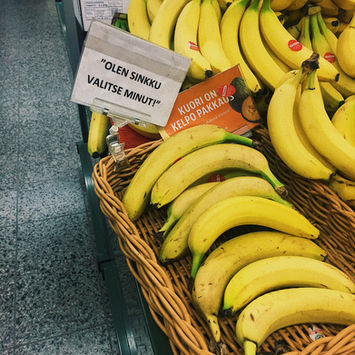 ”OLEN SINKKU
VALITSE MINUT!”
KUORI ON
KELPO PAKKAUS